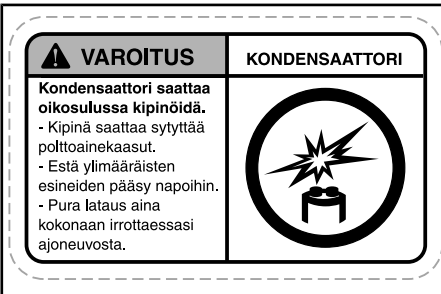 VAROITUS
KONDENSAATTORI
Kondensaattori saattaa
oikosulussa kipinöidä.
- Kipinä saattaa sytyttää
polttoainekaasut.
- Estä ylimääräisten
esineiden pääsy napoihin.
- Pura lataus aina
kokonaan irrottaessasi
ajoneuvosta.